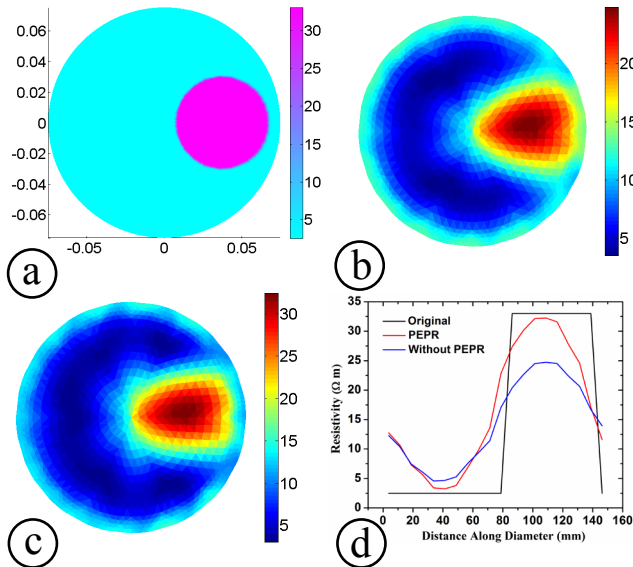 0.06
0.04
0.02
0
-0.02
-0.04
-0.06
-0.05 0 0.05
30
25
20
15
10
5
a
20
15
10
5
b
30
25
20
15
10
5
c
35
30
25
20
15
10
5
0
Resistivity (Ω m)
Original
PEPR
Without PEPR
0 20 40 60 80 100 120 140 160
Distance Along Diameter (mm)
d